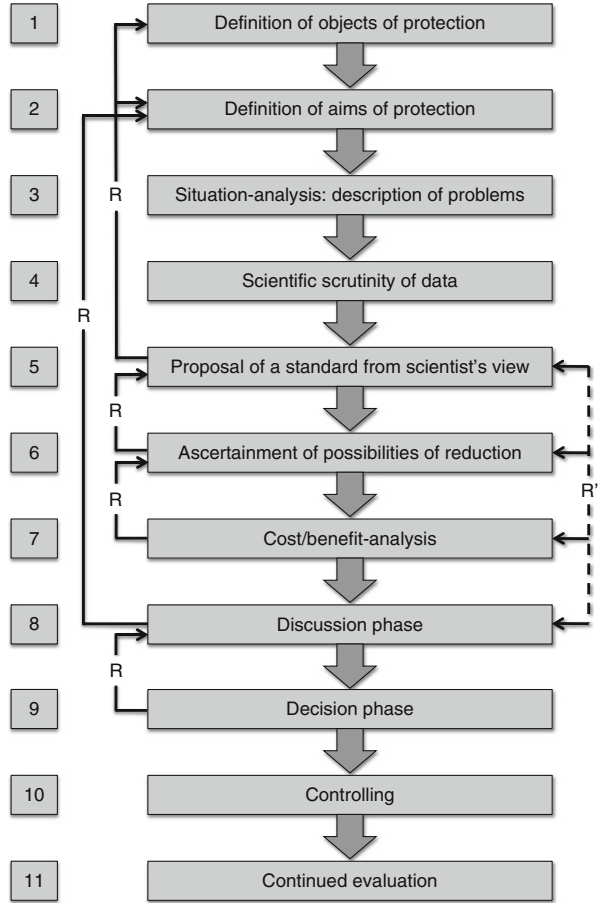 1 Definition of objects of protection
2 Definition of aims of protection
3 Situation-analysis: description of problems
R
4 Scientific scrutinity of data
R
5 Proposal of a standard from scientist's view
R
6 Ascertainment of possibilities of reduction
R'
R
7 Cost/benefit-analysis
8 Discussion phase
R
9 Decision phase
10 Controlling
11 Continued evaluation